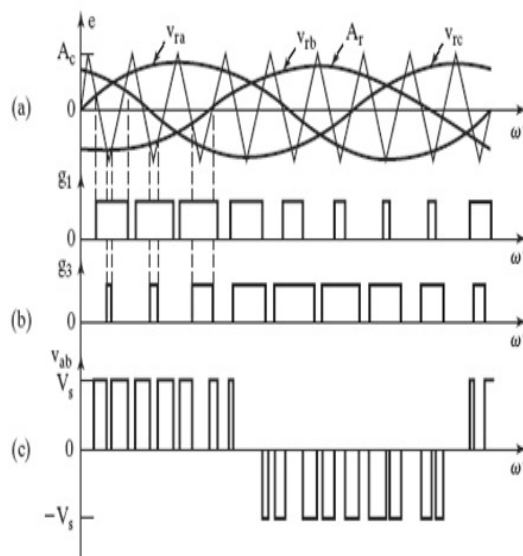 e
v_ra
v_rb
A_r
v_rc
A_c
(a)
0
ω
g_1
0
ω
g_3
(b)
0
ω
v_ab
V_s
(c)
0
ω
−V_s